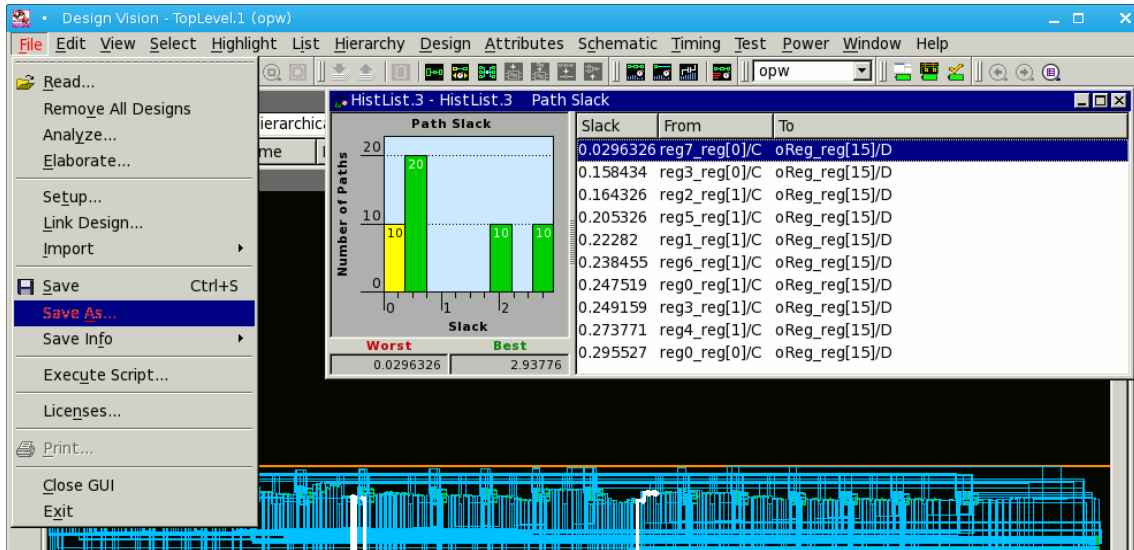 Design Vision - TopLevel.1 (opw)
File Edit View Select Highlight List Hierarchy Design Attributes Schematic Timing Test Power Window Help
opw
Read...
Remove All Designs
Analyze...
Elaborate...
Setup...
Link Design...
Import
Save Ctrl+S
Save As...
Save Info
Execute Script...
Licenses...
Print...
Close GUI
Exit
ierarchic
me
HistList.3 - HistList.3 Path Slack
Path Slack
Number of Paths
20
10
0
10
20
10
10
0
1
2
Slack
Worst Best
0.0296326 2.93776
Slack From To
0.0296326 reg7_reg[0]/C oReg_reg[15]/D
0.158434 reg3_reg[0]/C oReg_reg[15]/D
0.164326 reg2_reg[1]/C oReg_reg[15]/D
0.205326 reg5_reg[1]/C oReg_reg[15]/D
0.22282 reg1_reg[1]/C oReg_reg[15]/D
0.238455 reg6_reg[1]/C oReg_reg[15]/D
0.247519 reg0_reg[1]/C oReg_reg[15]/D
0.249159 reg3_reg[1]/C oReg_reg[15]/D
0.273771 reg4_reg[1]/C oReg_reg[15]/D
0.295527 reg0_reg[0]/C oReg_reg[15]/D